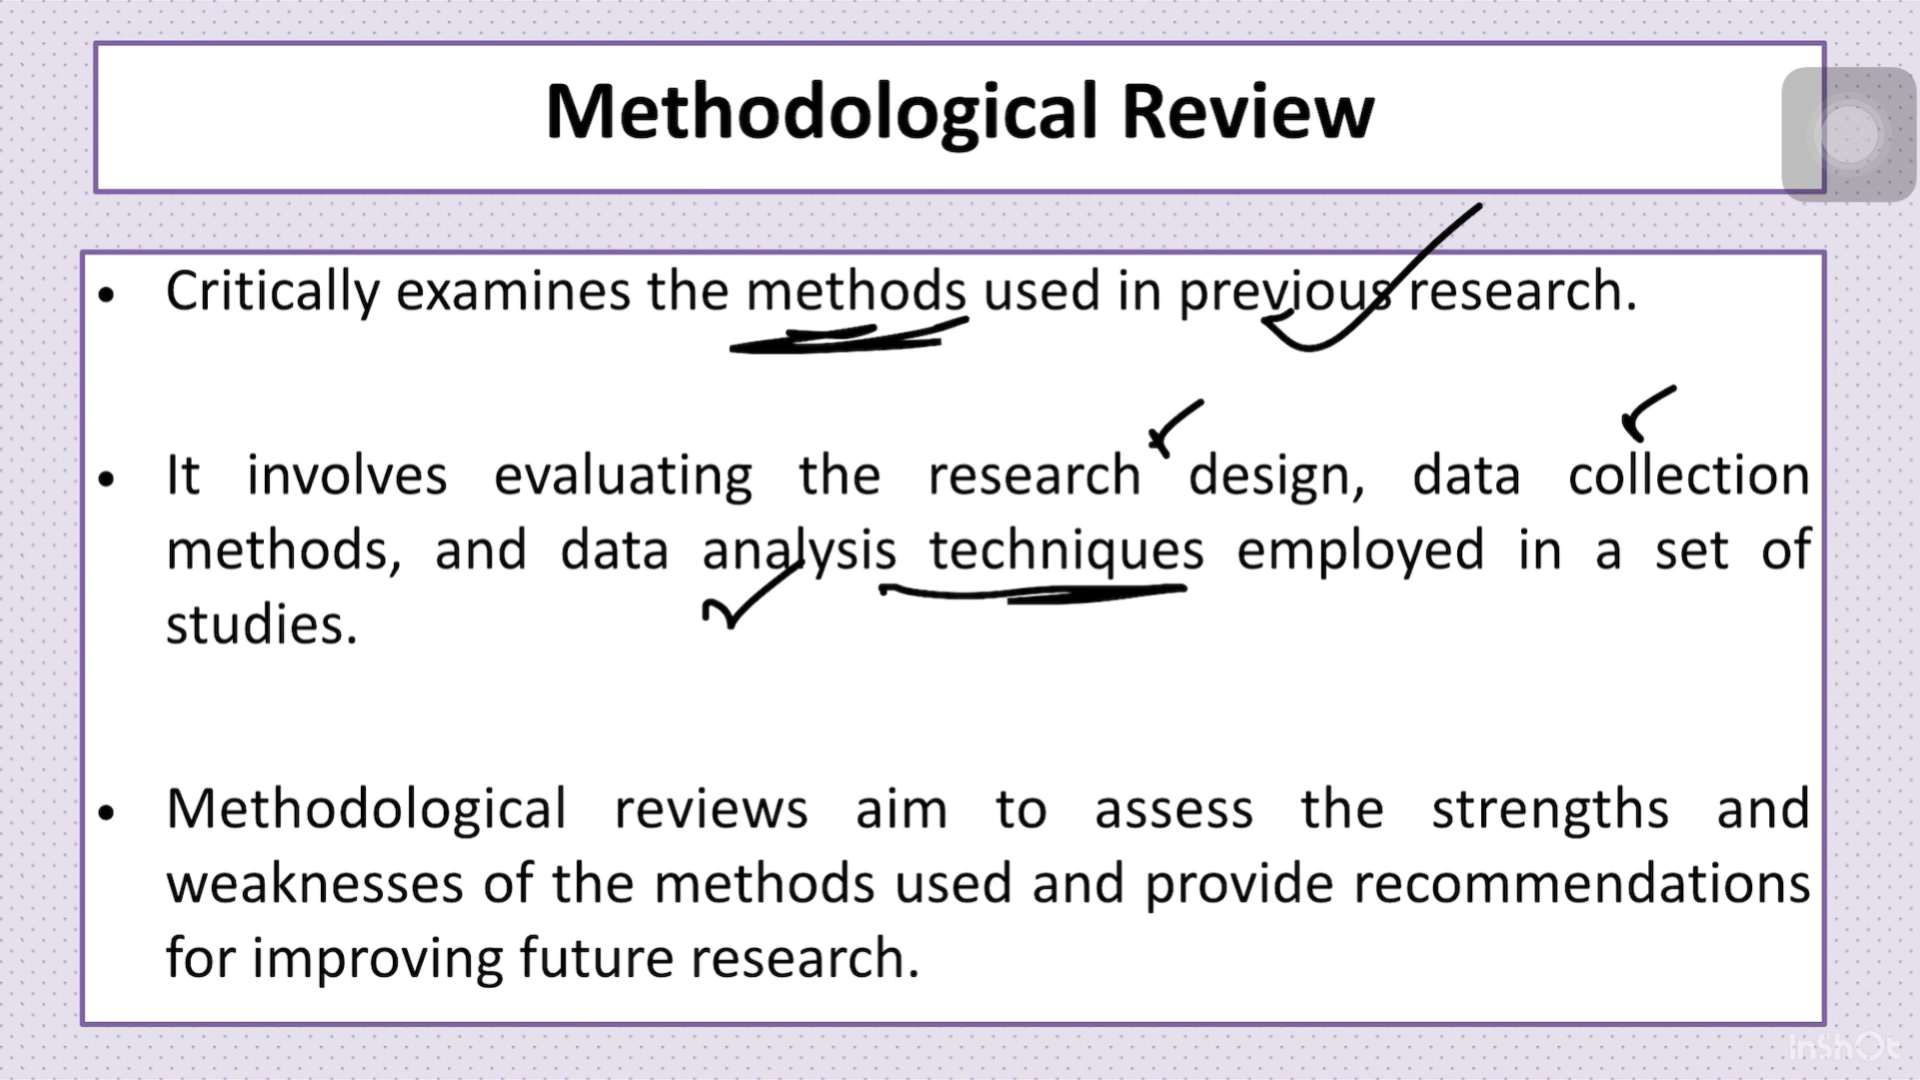 Methodological Review
• Critically examines the methods used in previous research.
• It involves evaluating the research design, data collection
methods, and data analysis techniques employed in a set of
studies.
• Methodological reviews aim to assess the strengths and
weaknesses of the methods used and provide recommendations
for improving future research.
InShOt